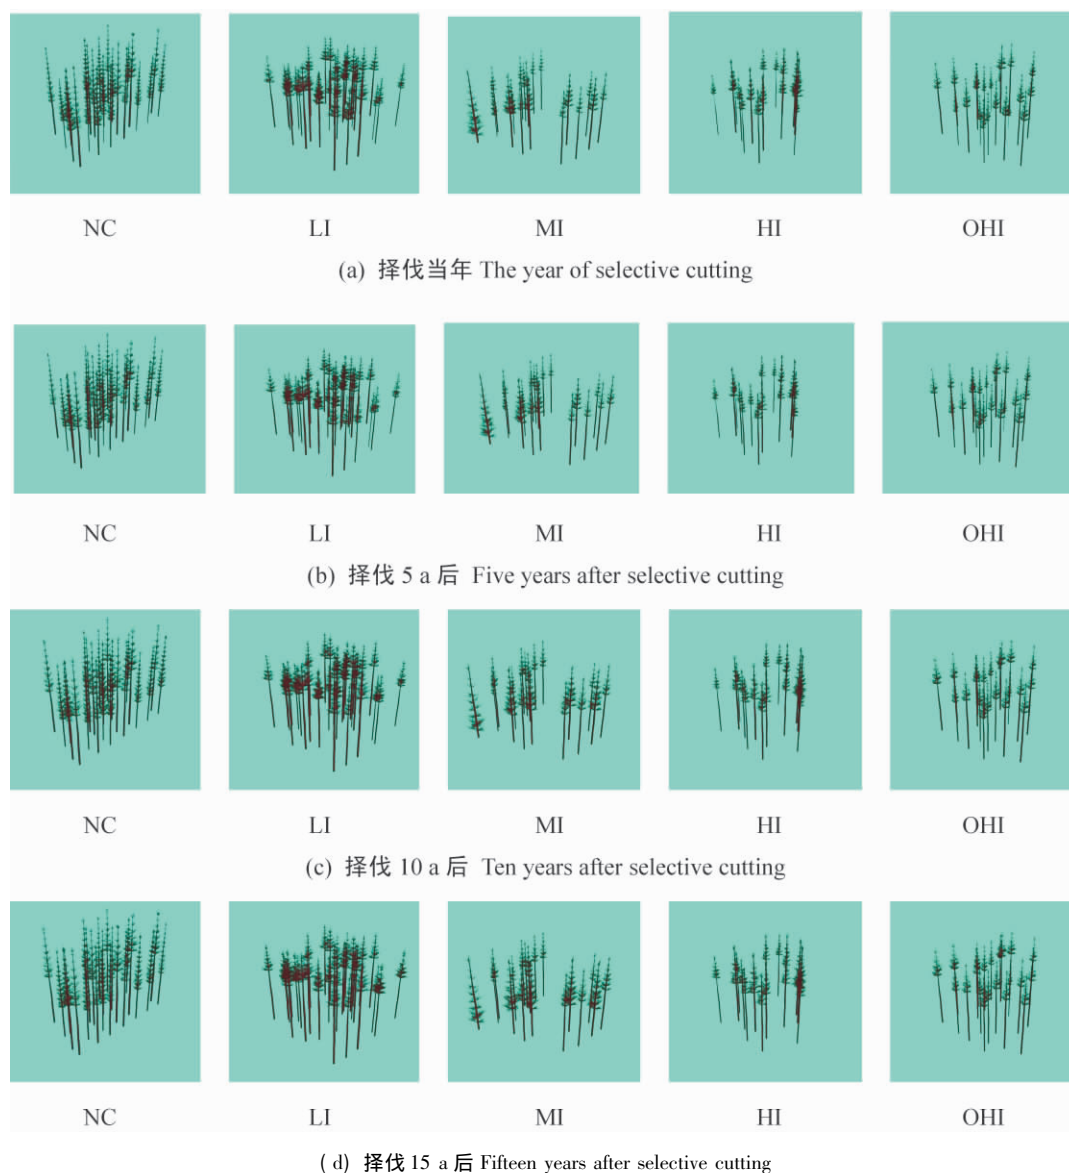 NC LI MI HI OHI
(a) 择伐当年 The year of selective cutting
NC LI MI HI OHI
(b) 择伐 5 a 后 Five years after selective cutting
NC LI MI HI OHI
(c) 择伐 10 a 后 Ten years after selective cutting
NC LI MI HI OHI
(d) 择伐 15 a 后 Fifteen years after selective cutting